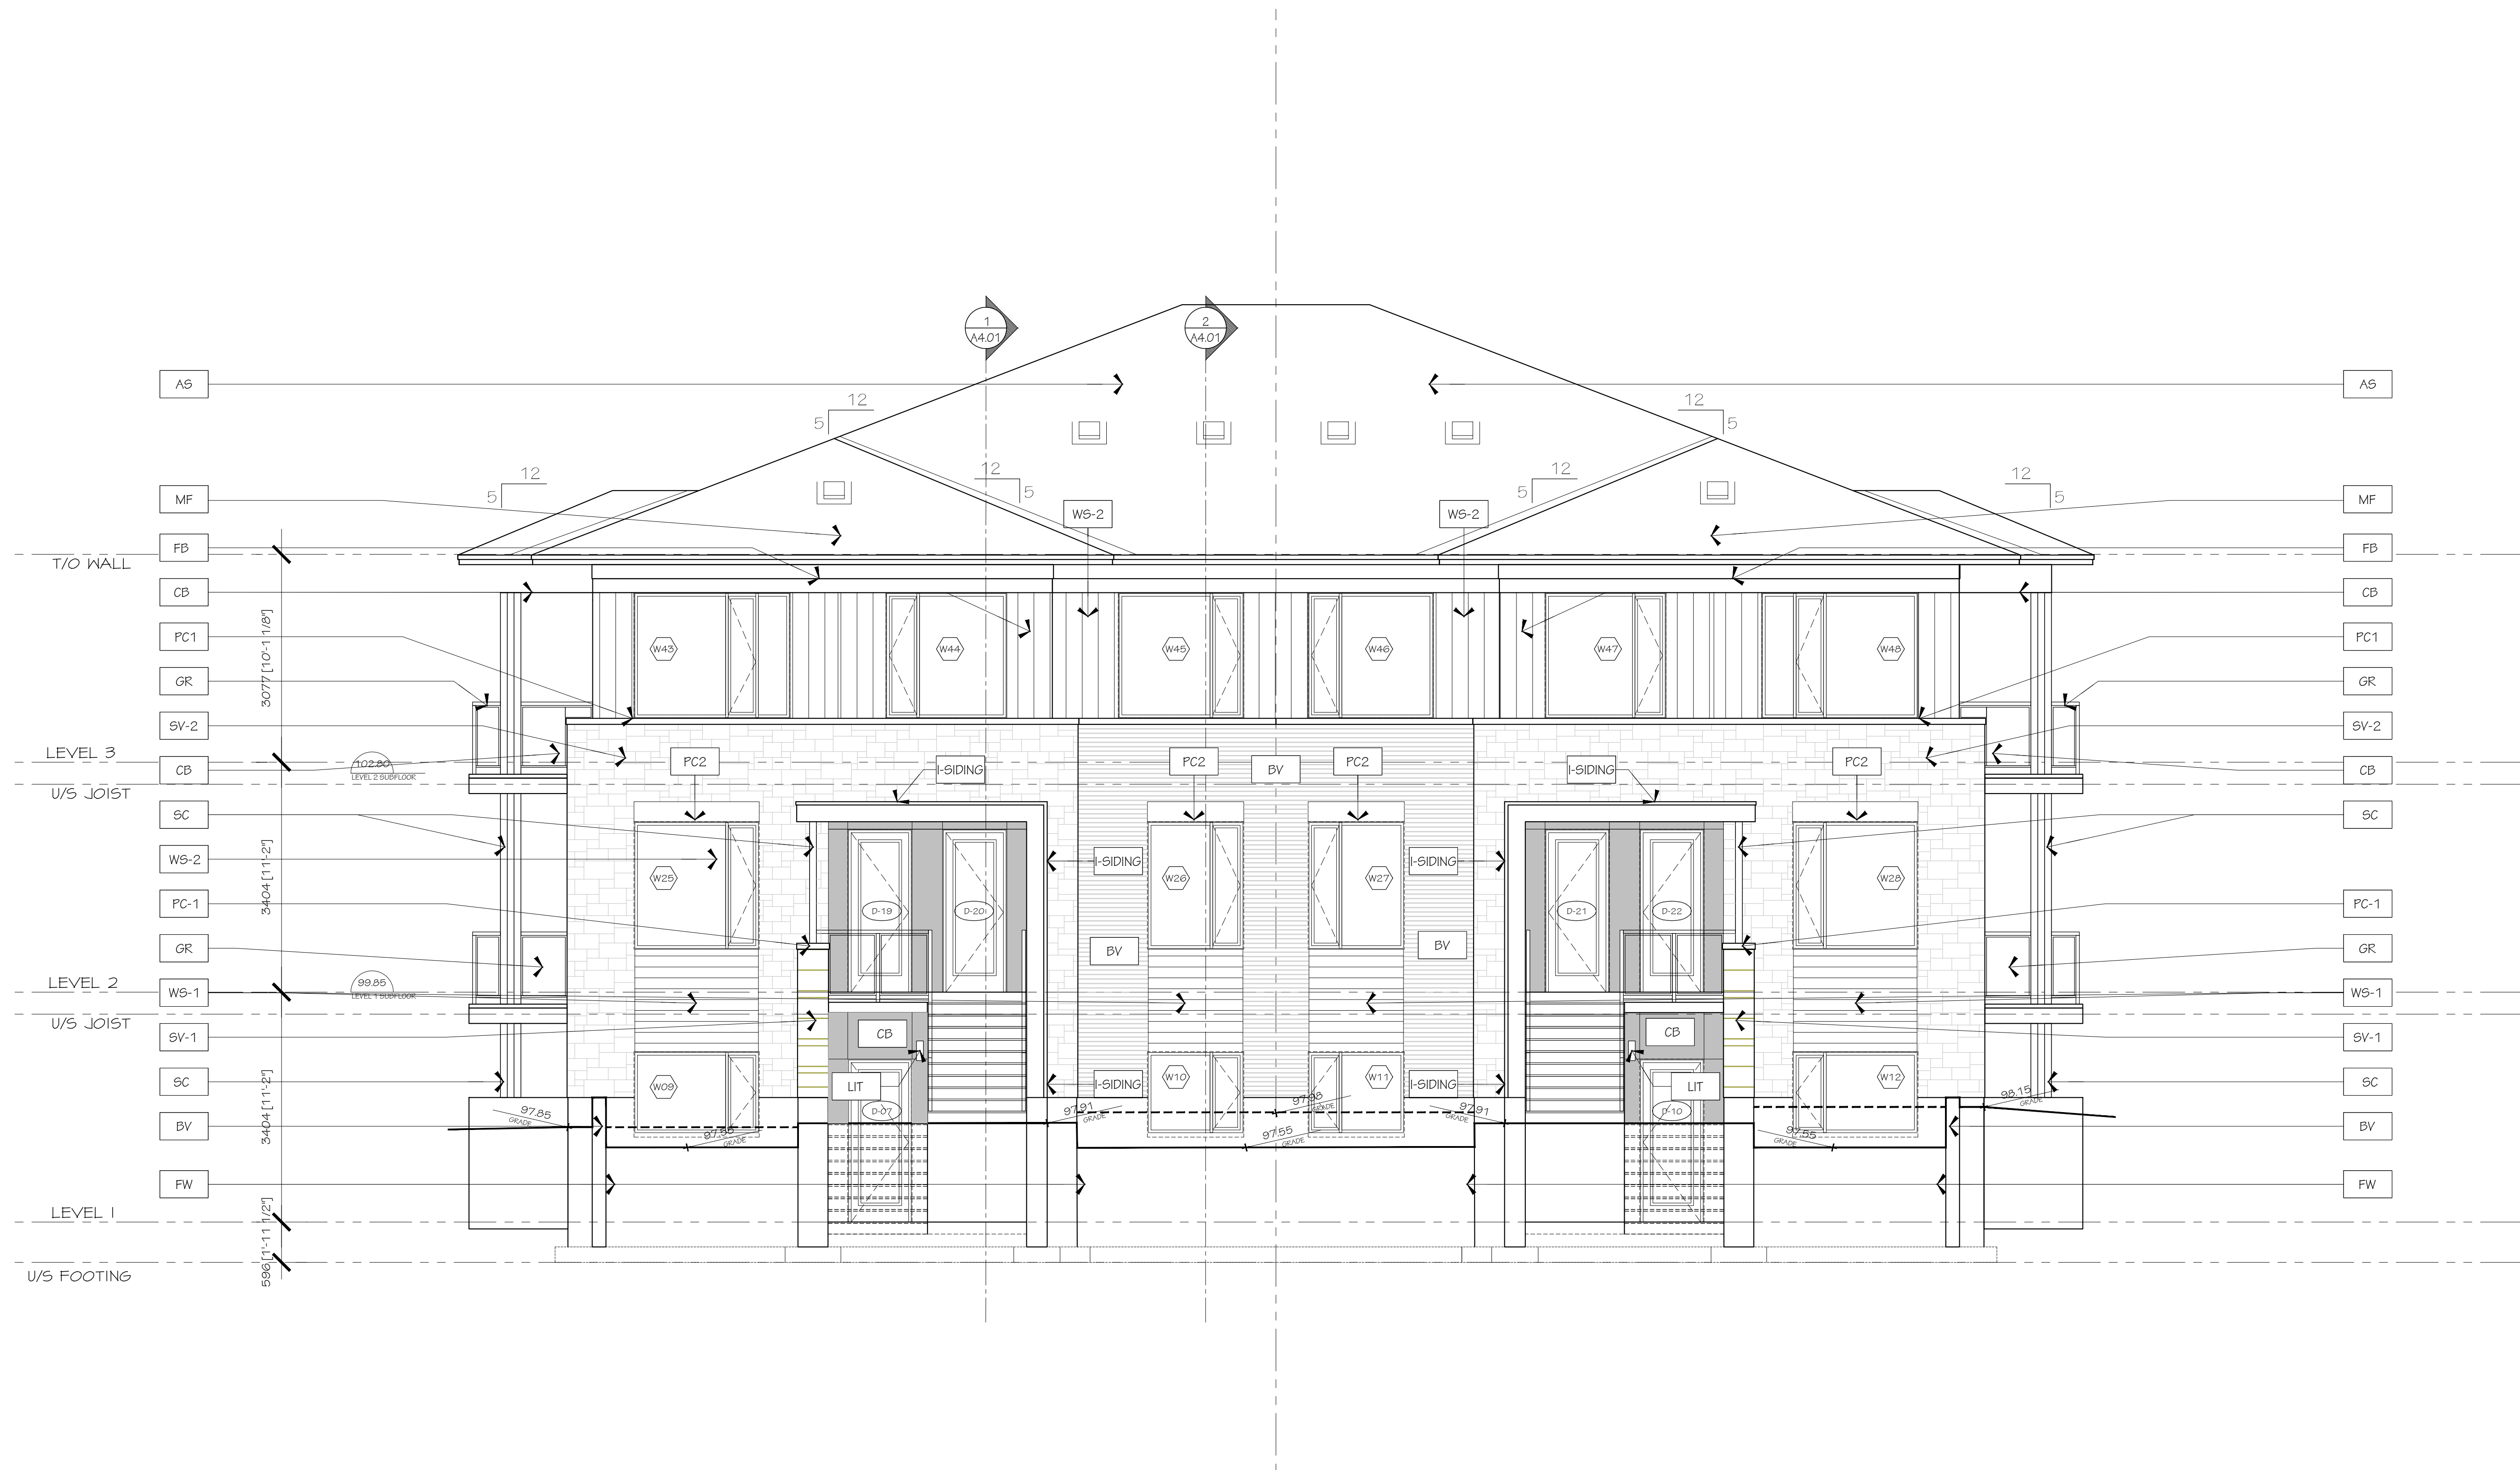 1
A4.01
2
A4.01
AS
AS
12
5
12
5
12
5
12
5
12
5
12
5
MF
WS-2
WS-2
MF
FB
FB
T/O WALL
CB
CB
PC1
PC1
3077 [10'-1 1/8"]
W43
W44
W45
W46
W47
W48
GR
GR
SV-2
SV-2
LEVEL 3
CB
102.80
LEVEL 2 SUBFLOOR
PC2
I-SIDING
PC2
BV
PC2
I-SIDING
PC2
CB
U/S JOIST
SC
SC
WS-2
3404 [11'-2"]
W25
I-SIDING
W26
W27
I-SIDING
W28
PC-1
D-19
D-20
D-21
D-22
PC-1
GR
BV
BV
GR
LEVEL 2
WS-1
99.85
LEVEL 1 SUBFLOOR
WS-1
U/S JOIST
SV-1
CB
CB
SV-1
SC
W09
LIT
I-SIDING
W10
W11
I-SIDING
LIT
W12
SC
3404 [11'-2"]
97.85
GRADE
D-07
97.91
GRADE
97.98
GRADE
97.91
GRADE
D-10
98.15
GRADE
BV
97.55
GRADE
97.55
GRADE
97.55
GRADE
BV
FW
FW
LEVEL 1
596 [1'-11 1/2"]
U/S FOOTING